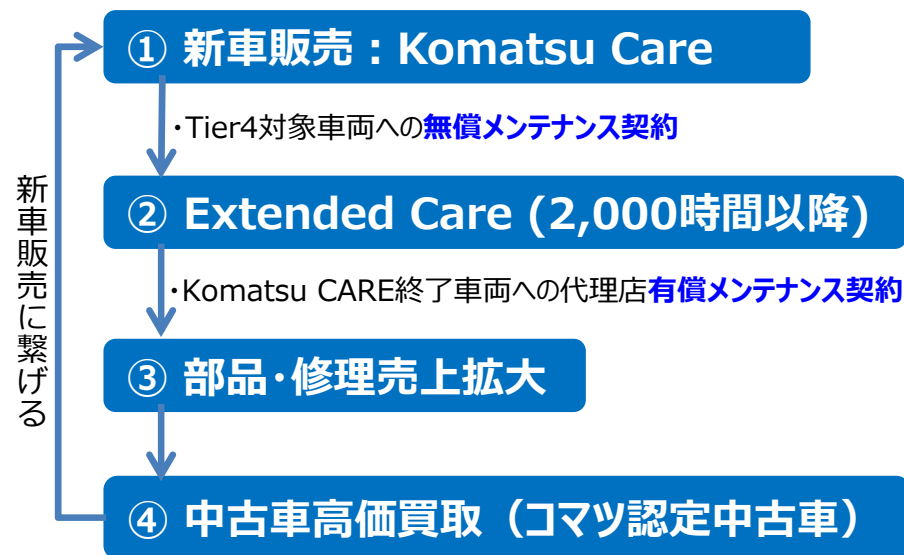 ① 新車販売：Komatsu Care
・Tier4対象車両への無償メンテナンス契約
② Extended Care (2,000時間以降)
・Komatsu CARE終了車両への代理店有償メンテナンス契約
③ 部品・修理売上拡大
④ 中古車高価買取（コマツ認定中古車）
新車販売に繋げる